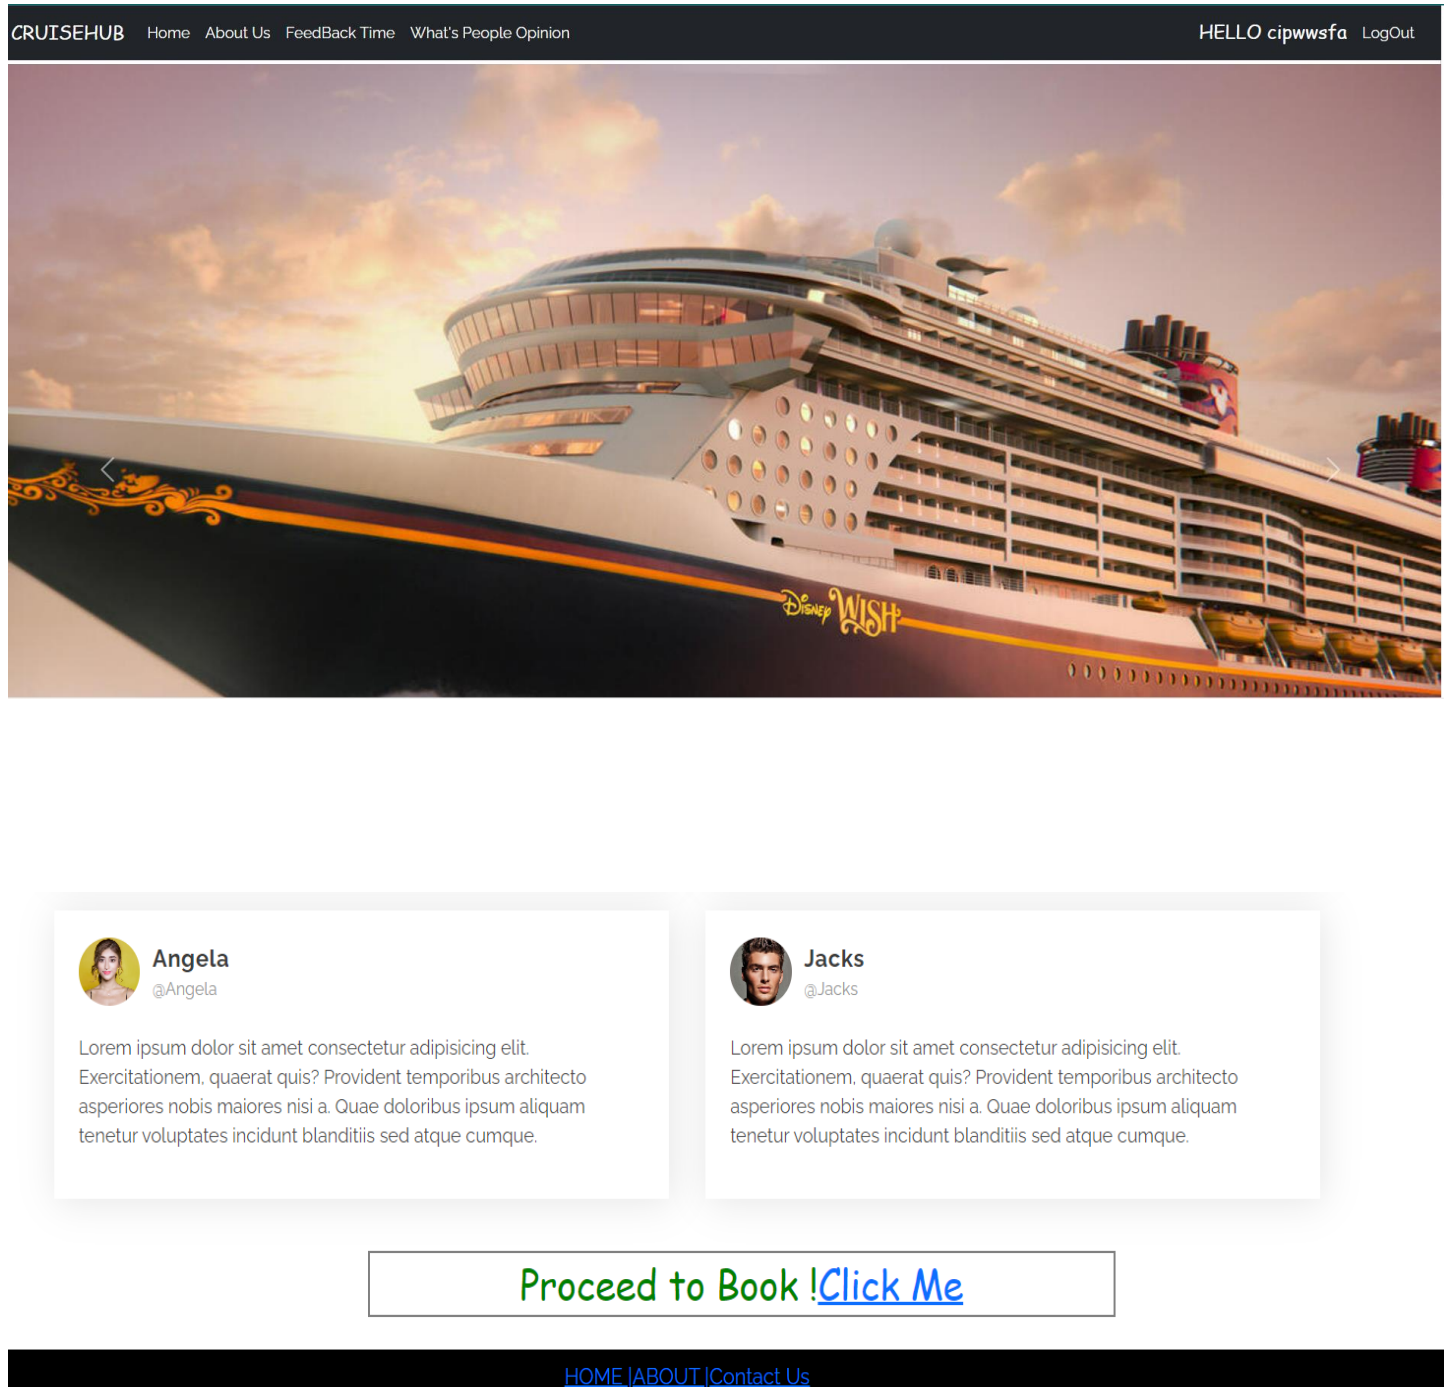 CRUISEHUB Home About Us FeedBack Time What's People Opinion HELLO cipwwsfa LogOut
Disney WISH
Angela
@Angela
Lorem ipsum dolor sit amet consectetur adipisicing elit.
Exercitationem, quaerat quis? Provident temporibus architecto
asperiores nobis maiores nisi a. Quae doloribus ipsum aliquam
tenetur voluptates incidunt blanditiis sed atque cumque.
Jacks
@Jacks
Lorem ipsum dolor sit amet consectetur adipisicing elit.
Exercitationem, quaerat quis? Provident temporibus architecto
asperiores nobis maiores nisi a. Quae doloribus ipsum aliquam
tenetur voluptates incidunt blanditiis sed atque cumque.
Proceed to Book !Click Me
HOME |ABOUT |Contact Us